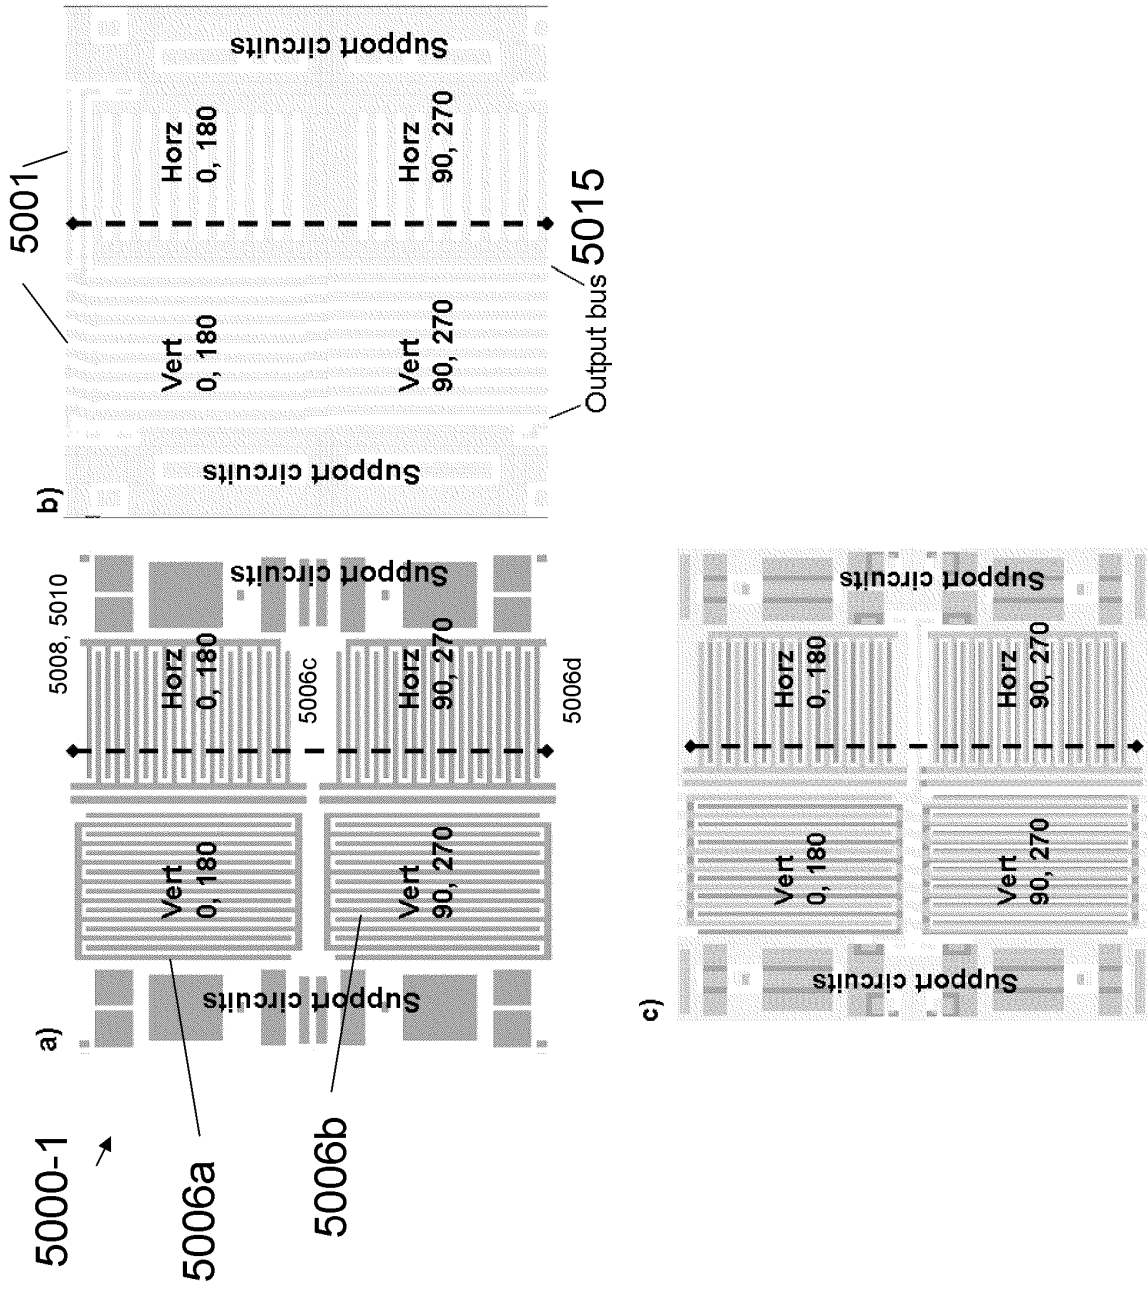 5000-1
5006a
5006b
a)
Support circuits
Vert
0, 180
Vert
90, 270
Horz
0, 180
5006c
Horz
90, 270
5006d
5008, 5010
Support circuits
b)
Support circuits
Vert
0, 180
Vert
90, 270
Output bus
5001
5015
Horz
0, 180
Horz
90, 270
Support circuits
c)
Support circuits
Vert
0, 180
Vert
90, 270
Horz
0, 180
Horz
90, 270
Support circuits